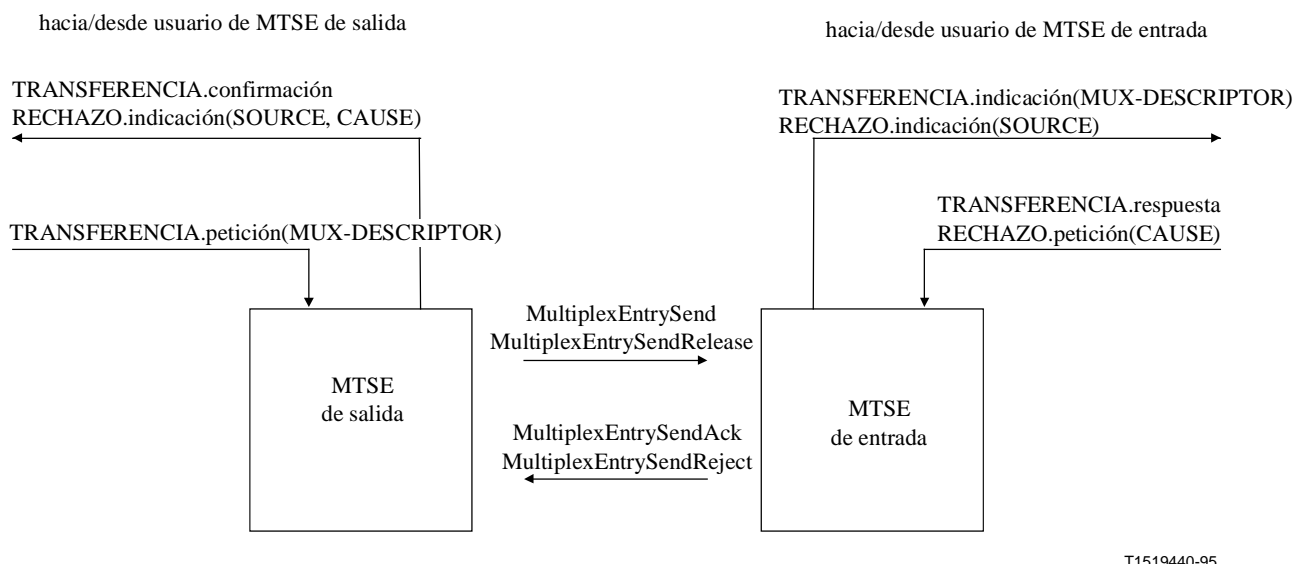 hacia/desde usuario de MTSE de salida
hacia/desde usuario de MTSE de entrada
TRANSFERENCIA.confirmación
RECHAZO.indicación(SOURCE, CAUSE)
TRANSFERENCIA.indicación(MUX-DESCRIPTOR)
RECHAZO.indicación(SOURCE)
TRANSFERENCIA.petición(MUX-DESCRIPTOR)
TRANSFERENCIA.respuesta
RECHAZO.petición(CAUSE)
MultiplexEntrySend
MultiplexEntrySendRelease
MTSE
de salida
MTSE
de entrada
MultiplexEntrySendAck
MultiplexEntrySendReject
T1519440-95